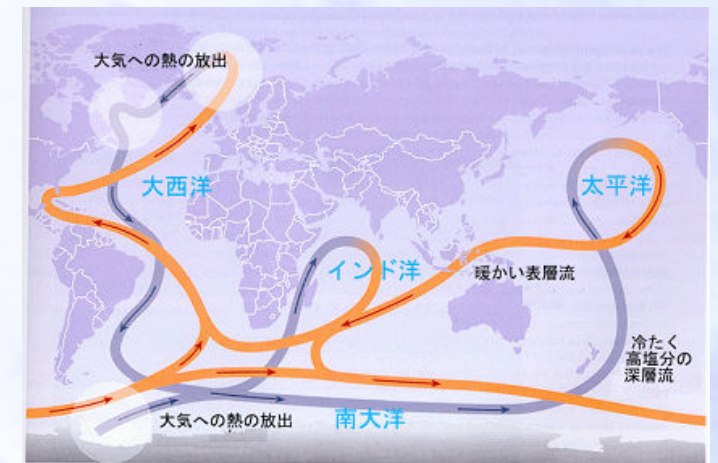 大気への熱の放出
大西洋
太平洋
インド洋
暖かい表層流
冷たく
高塩分の
深層流
大気への熱の放出
南大洋